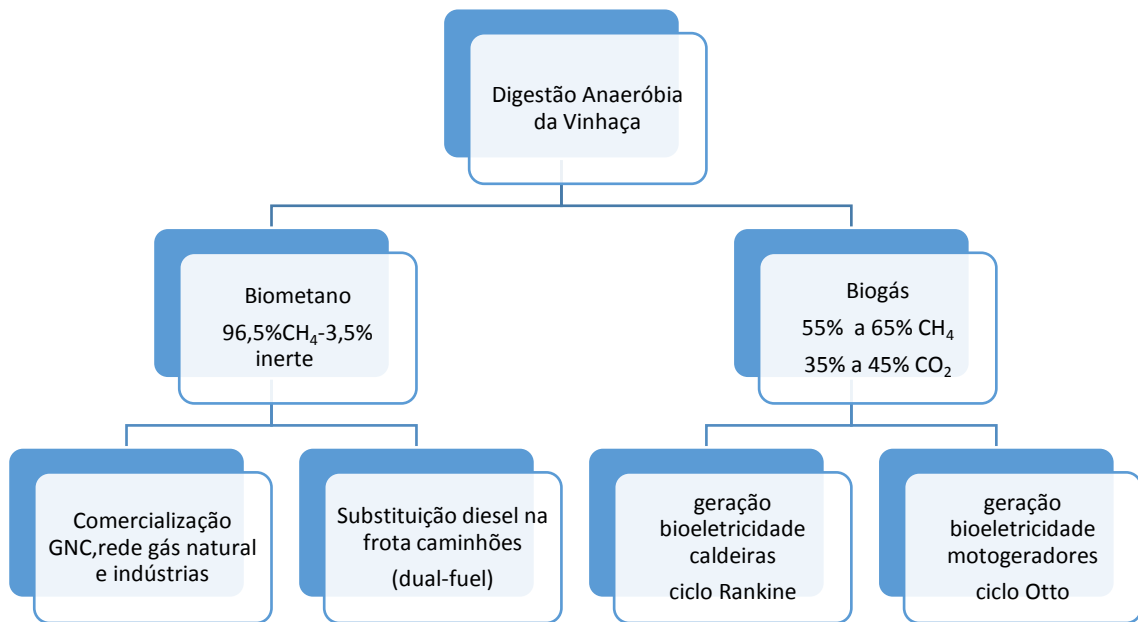 Digestão Anaeróbia
da Vinhaça
Biometano
96,5%CH₄-3,5%
inerte
Biogás
55%  a 65% CH₄
35% a 45% CO₂
Comercialização
GNC,rede gás natural
e indústrias
Substituição diesel na
frota caminhões
(dual-fuel)
geração
bioeletricidade
caldeiras
ciclo Rankine
geração
bioeletricidade
motogeradores
ciclo Otto